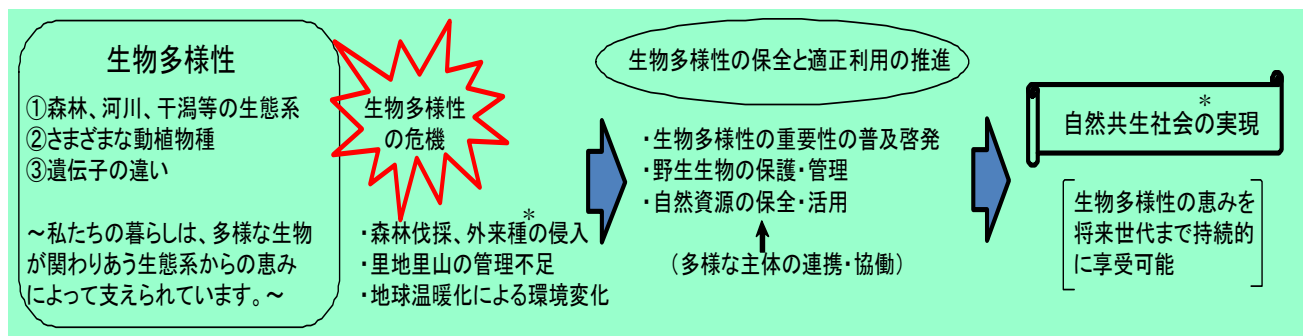 生物多様性
①森林、河川、干潟等の生態系
②さまざまな動植物種
③遺伝子の違い
～私たちの暮らしは、多様な生物
が関わりあう生態系からの恵み
によって支えられています。～
生物多様性
の危機
・森林伐採、外来種*の侵入
・里地里山の管理不足
・地球温暖化による環境変化
生物多様性の保全と適正利用の推進
・生物多様性の重要性の普及啓発
・野生生物の保護・管理
・自然資源の保全・活用
（多様な主体の連携・協働）
自然共生社会*の実現
生物多様性の恵みを
将来世代まで持続的
に享受可能